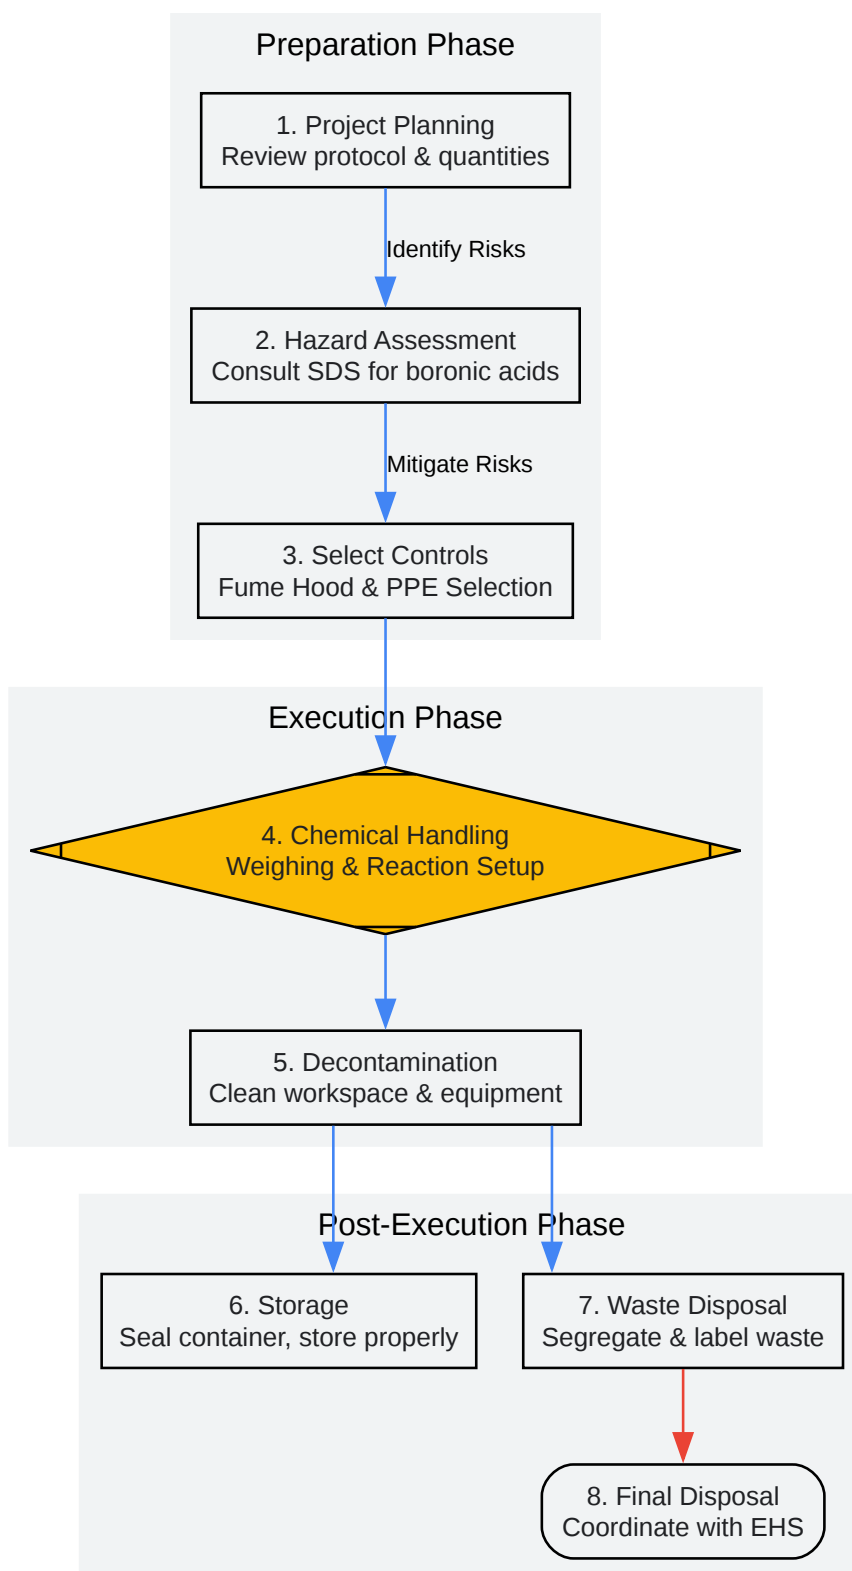 Preparation Phase
1. Project Planning
Review protocol & quantities
Identify Risks
2. Hazard Assessment
Consult SDS for boronic acids
Mitigate Risks
3. Select Controls
Fume Hood & PPE Selection
Execution Phase
4. Chemical Handling
Weighing & Reaction Setup
5. Decontamination
Clean workspace & equipment
Post-Execution Phase
6. Storage
Seal container, store properly
7. Waste Disposal
Segregate & label waste
8. Final Disposal
Coordinate with EHS